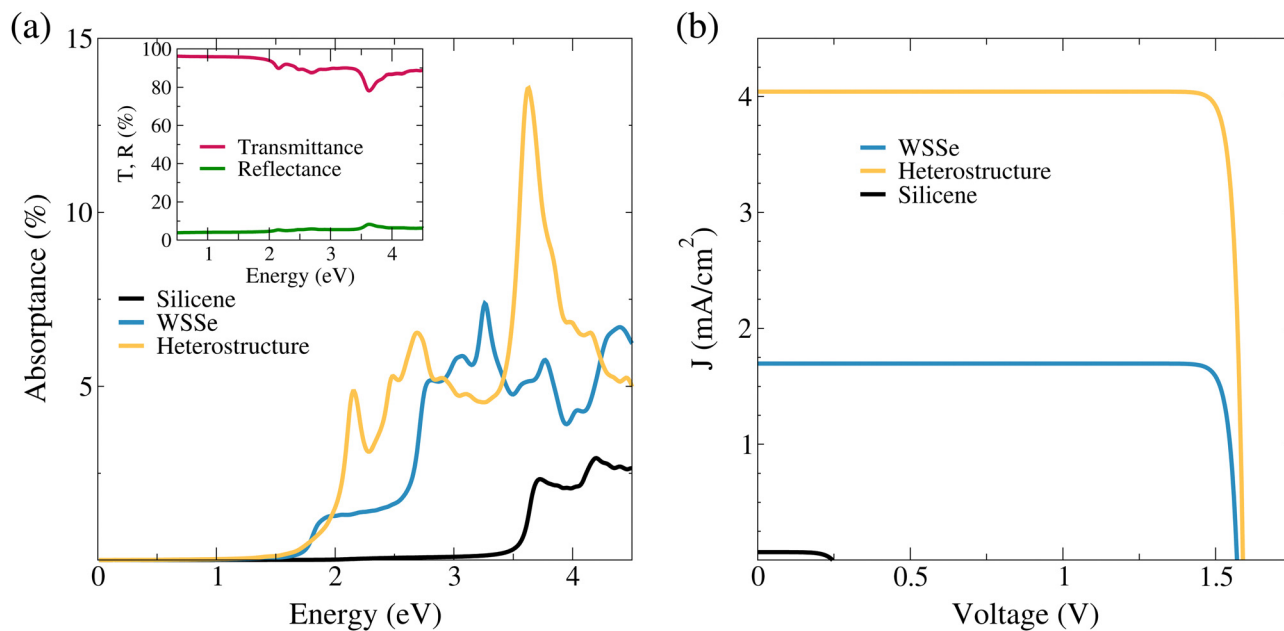 (a)
15
10
5
Absorptance (%)
0
1
2
3
4
Energy (eV)
100
80
60
40
20
0
T, R (%)
Transmittance
Reflectance
1
2
3
4
Energy (eV)
Silicene
WSSe
Heterostructure
(b)
4
3
2
1
J (mA/cm²)
WSSe
Heterostructure
Silicene
0
0.5
1
1.5
Voltage (V)